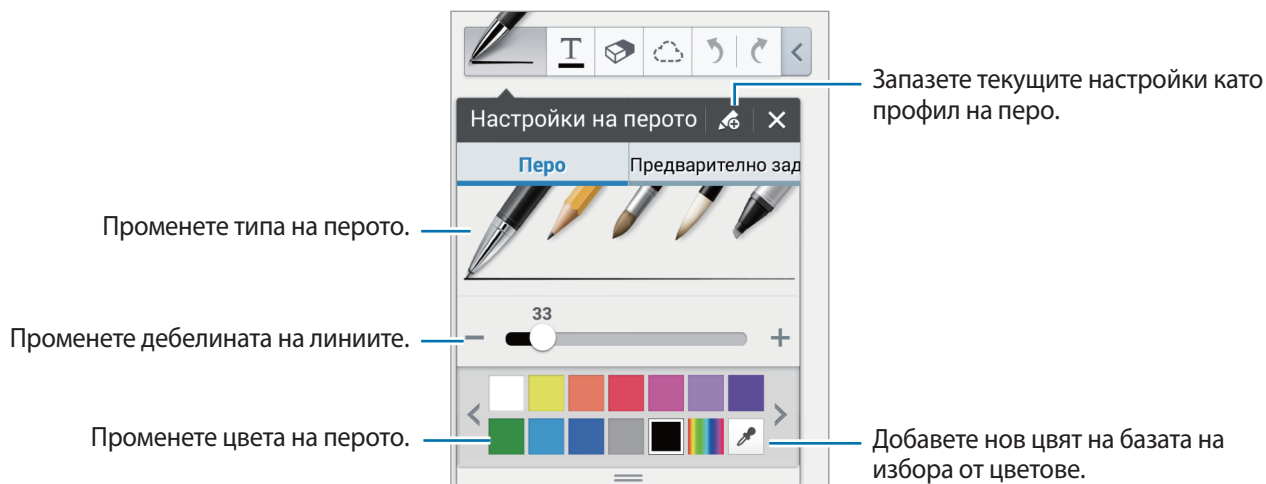 T
Запазете текущите настройки като
профил на перо.
Настройки на перото
Перо
Предварително зад
Променете типа на перото.
33
Променете дебелината на линиите.
Променете цвета на перото.
Добавете нов цвят на базата на
избора от цветове.